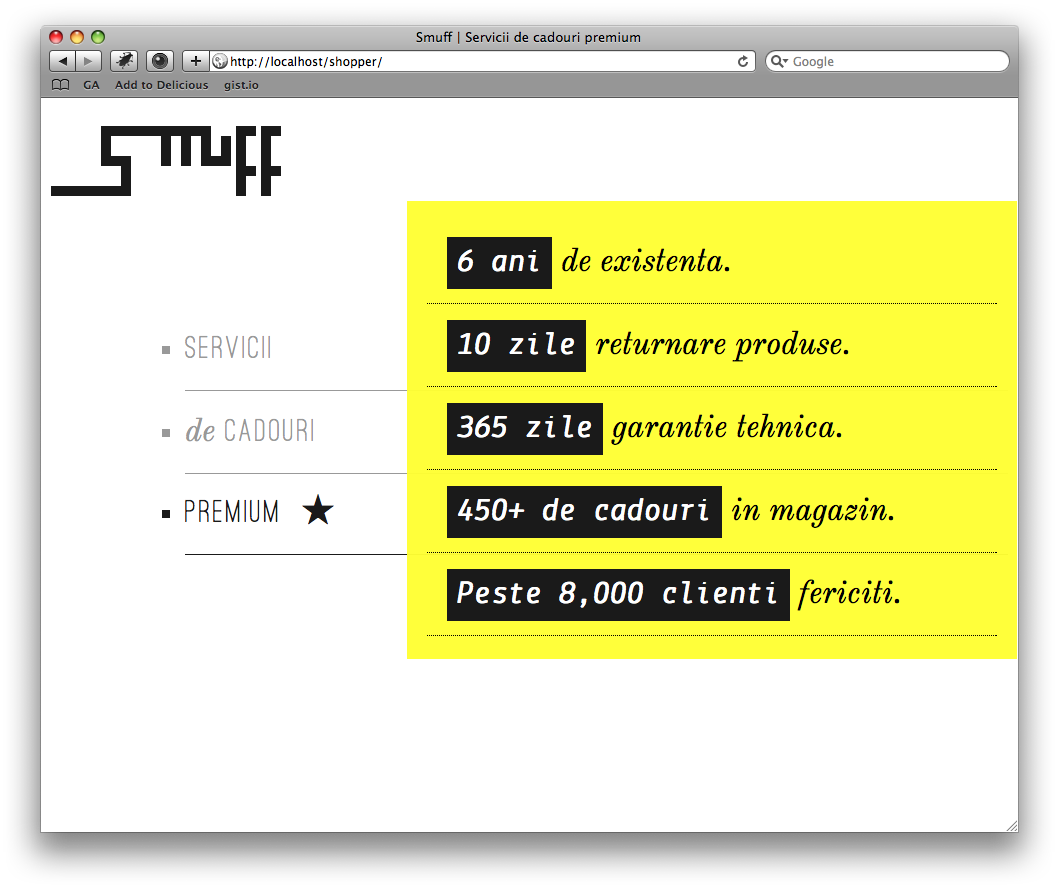 Smuff | Servicii de cadouri premium
http://localhost/shopper/
Google
GA Add to Delicious gist.io
Smuff
6 ani de existenta.
10 zile returnare produse.
SERVICII
365 zile garantie tehnica.
de CADOURI
450+ de cadouri in magazin.
PREMIUM ★
Peste 8,000 clienti fericiti.